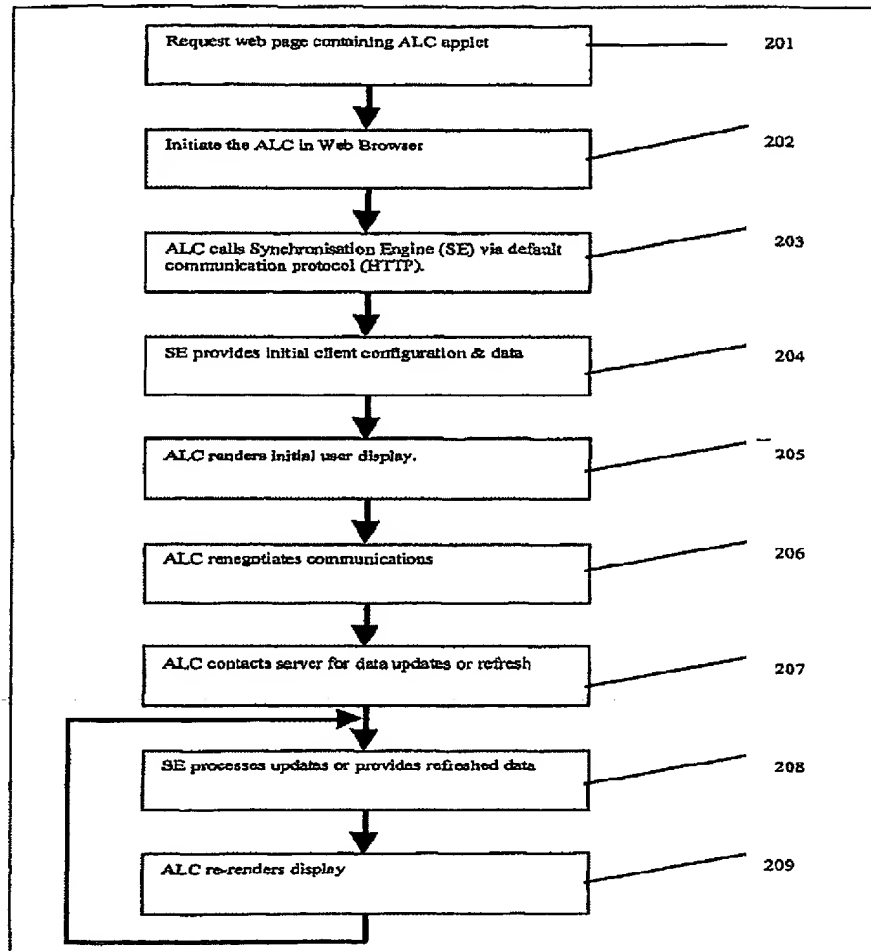 Request web page containing ALC applet
201
Initiate the ALC in Web Browser
202
ALC calls Synchronisation Engine (SE) via default
communication protocol (HTTP).
203
SE provides initial client configuration & data
204
ALC renders initial user display.
205
ALC renegotiates communications
206
ALC contacts server for data updates or refresh
207
SE processes updates or provides refreshed data
208
ALC re-renders display
209